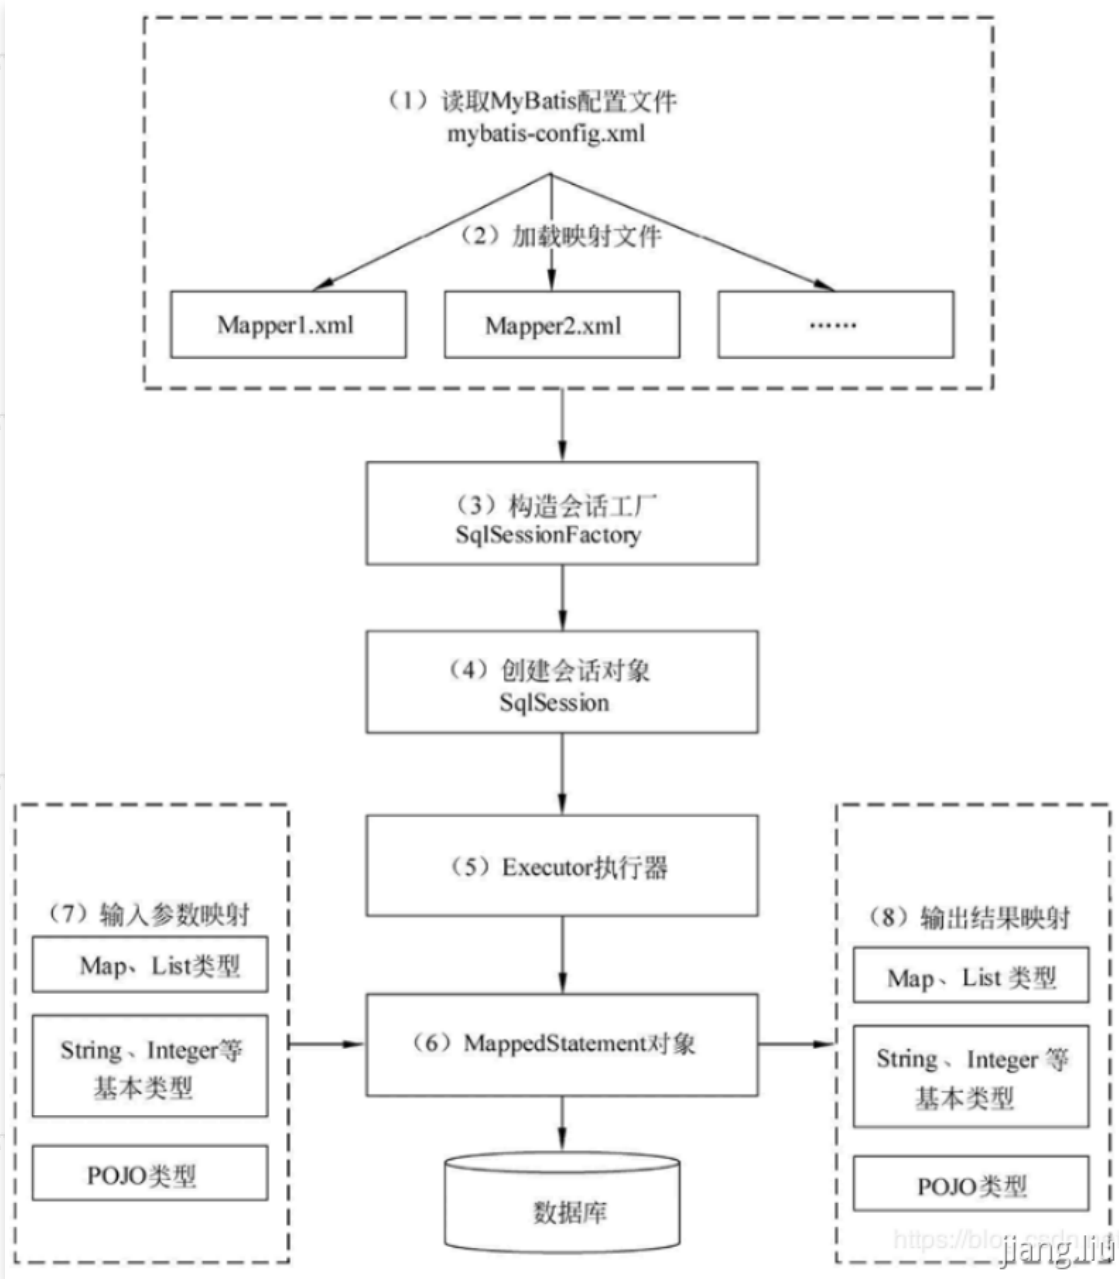 （1）读取MyBatis配置文件
mybatis-config.xml
（2）加载映射文件
Mapper1.xml
Mapper2.xml
……
（3）构造会话工厂
SqlSessionFactory
（4）创建会话对象
SqlSession
（5）Executor执行器
（7）输入参数映射
Map、List类型
String、Integer等
基本类型
POJO类型
（6）MappedStatement对象
数据库
（8）输出结果映射
Map、List 类型
String、Integer 等
基本类型
POJO类型
https://blog.csdn.net
jiang.liu